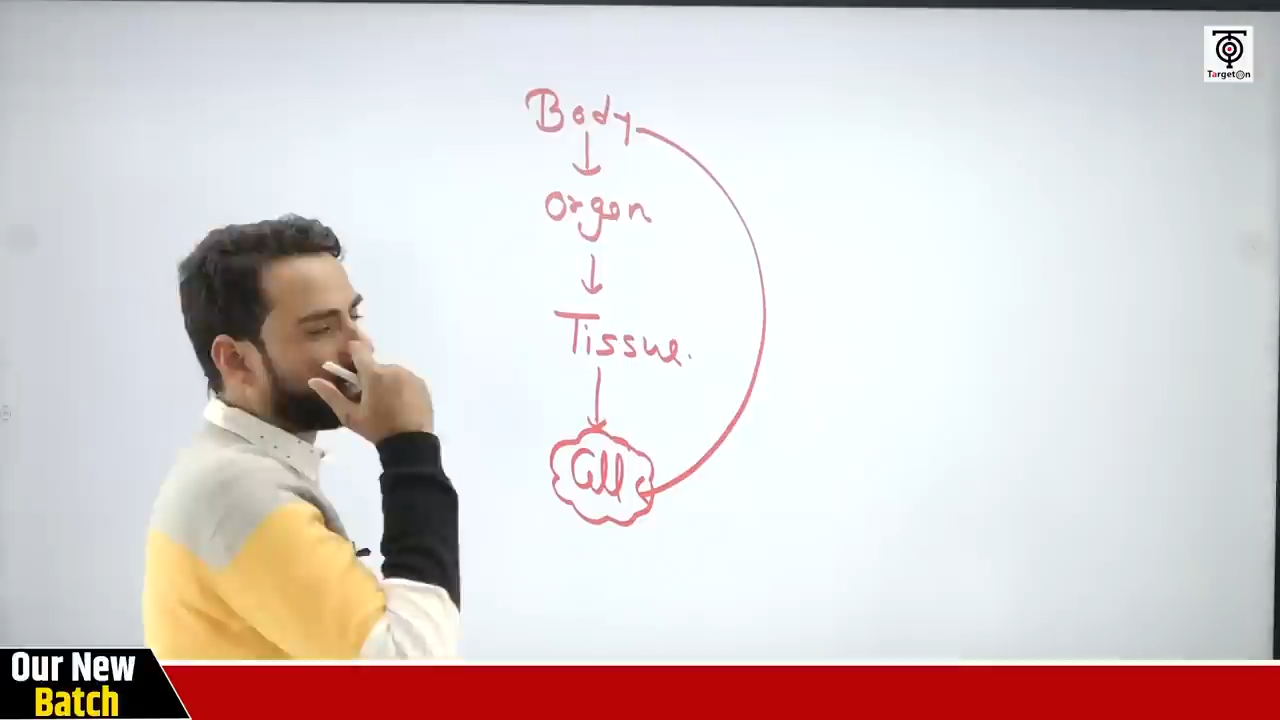 TargetOn
Body
Organ
Tissue.
Cell
Our New
Batch